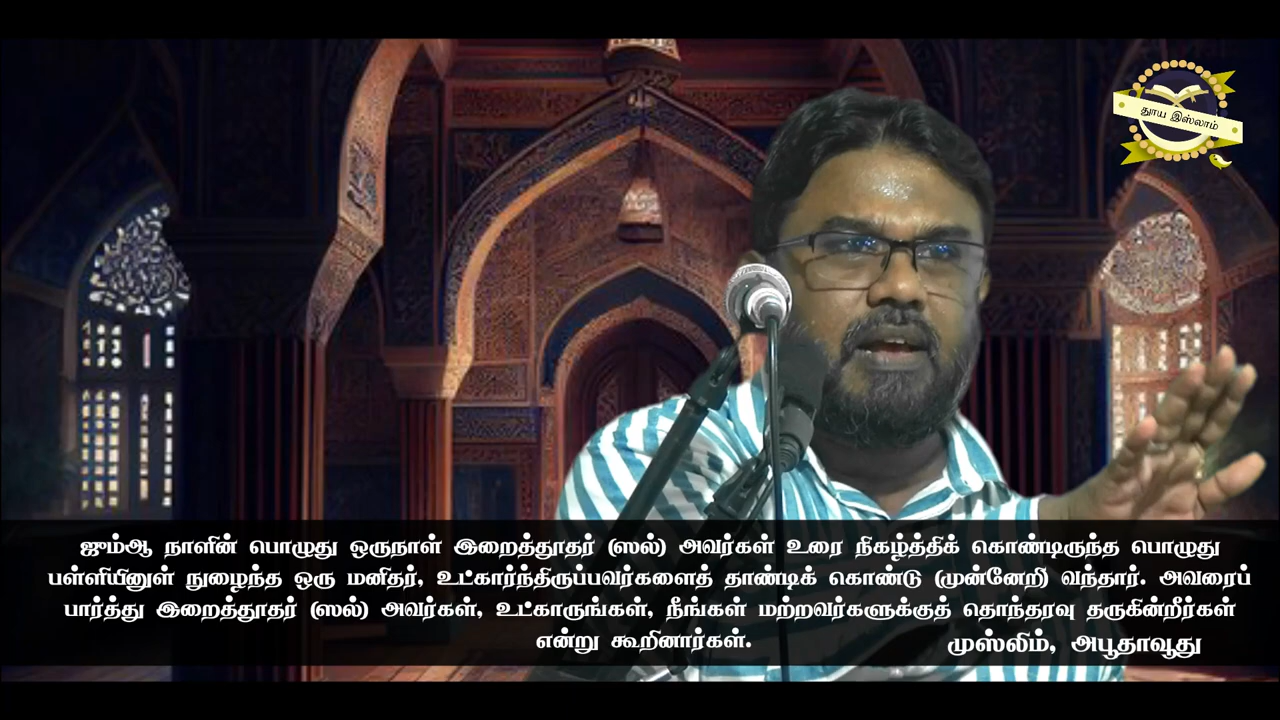 தூய இஸ்லாம்
ஜும்ஆ நாளின் பொழுது ஒருநாள் இறைத்தூதர் (ஸல்) அவர்கள் உரை நிகழ்த்திக் கொண்டிருந்த பொழுது
பள்ளியினுள் நுழைந்த ஒரு மனிதர், உட்கார்ந்திருப்பவர்களைத் தாண்டிக் கொண்டு (முன்னேறி) வந்தார். அவரைப்
பார்த்து இறைத்தூதர் (ஸல்) அவர்கள், உட்காருங்கள், நீங்கள் மற்றவர்களுக்குத் தொந்தரவு தருகின்றீர்கள்
என்று கூறினார்கள். முஸ்லிம், அபூதாவூது